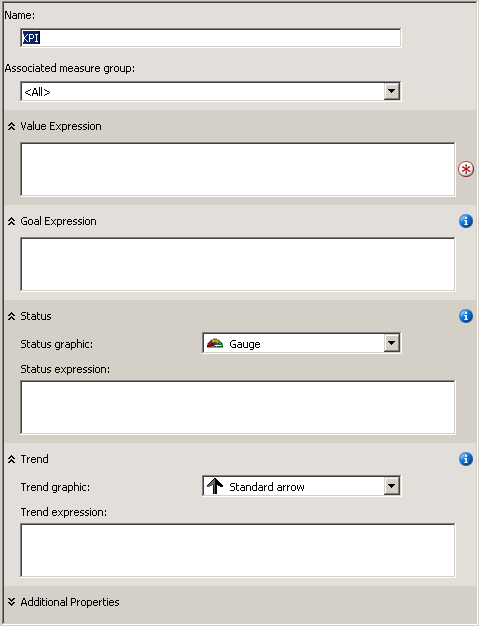 Name:
KPI
Associated measure group:
<All>
Value Expression
Goal Expression
Status
Status graphic:
Gauge
Status expression:
Trend
Trend graphic:
Standard arrow
Trend expression:
Additional Properties